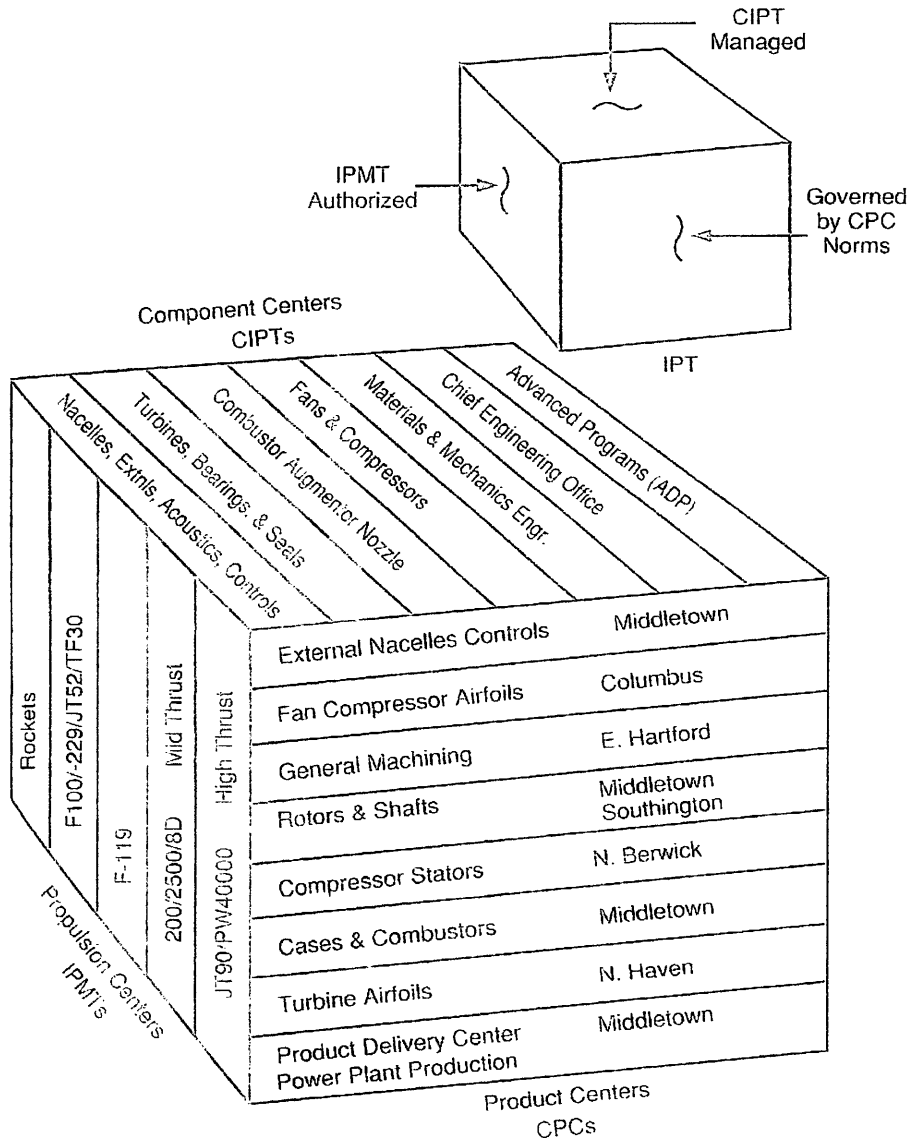 CIPT
Managed
IPMT
Authorized
Governed
by CPC
Norms
IPT
Component Centers
CIPTs
Nacelles, Extnls, Acoustics, Controls
Turbines, Bearings, & Seals
Combustor Augmentor Nozzle
Fans & Compressors
Materials & Mechanics Engr.
Chief Engineering Office
Advanced Programs (ADP)
Rockets
F100/-229/JT52/TF30
F-119
200/2500/8D Mid Thrust
JT90*PW40000 High Thrust
Propulsion Centers
IPMTs
External Nacelles Controls Middletown
Fan Compressor Airfoils Columbus
General Machining E. Hartford
Rotors & Shafts Middletown
Southington
Compressor Stators N. Berwick
Cases & Combustors Middletown
Turbine Airfoils N. Haven
Product Delivery Center Middletown
Power Plant Production
Product Centers
CPCs